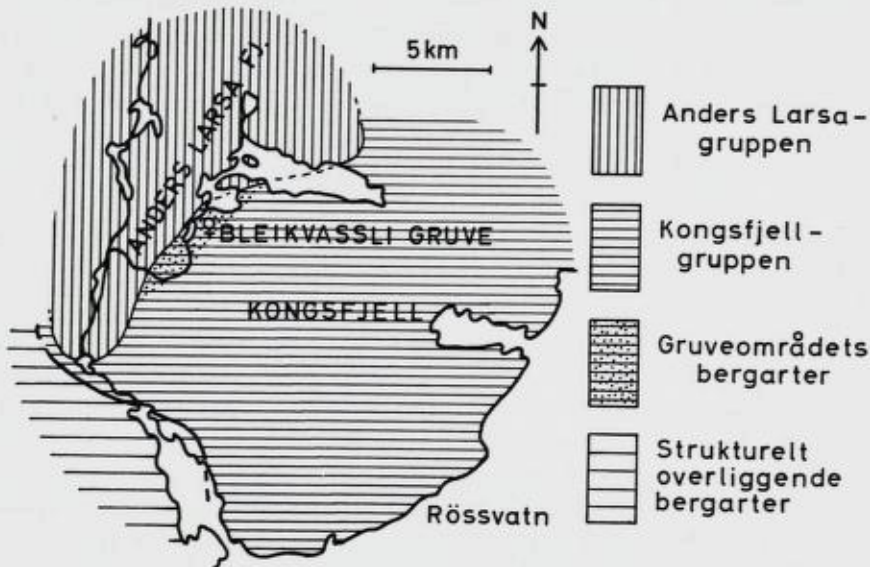 N
5 km
ANDERS LARSA FJ.
BLEIKVASSLI GRUVE
KONGSFJELL
Rössvatn
Anders Larsa-
gruppen
Kongsfjell-
gruppen
Gruveområdets
bergarter
Strukturelt
overliggende
bergarter